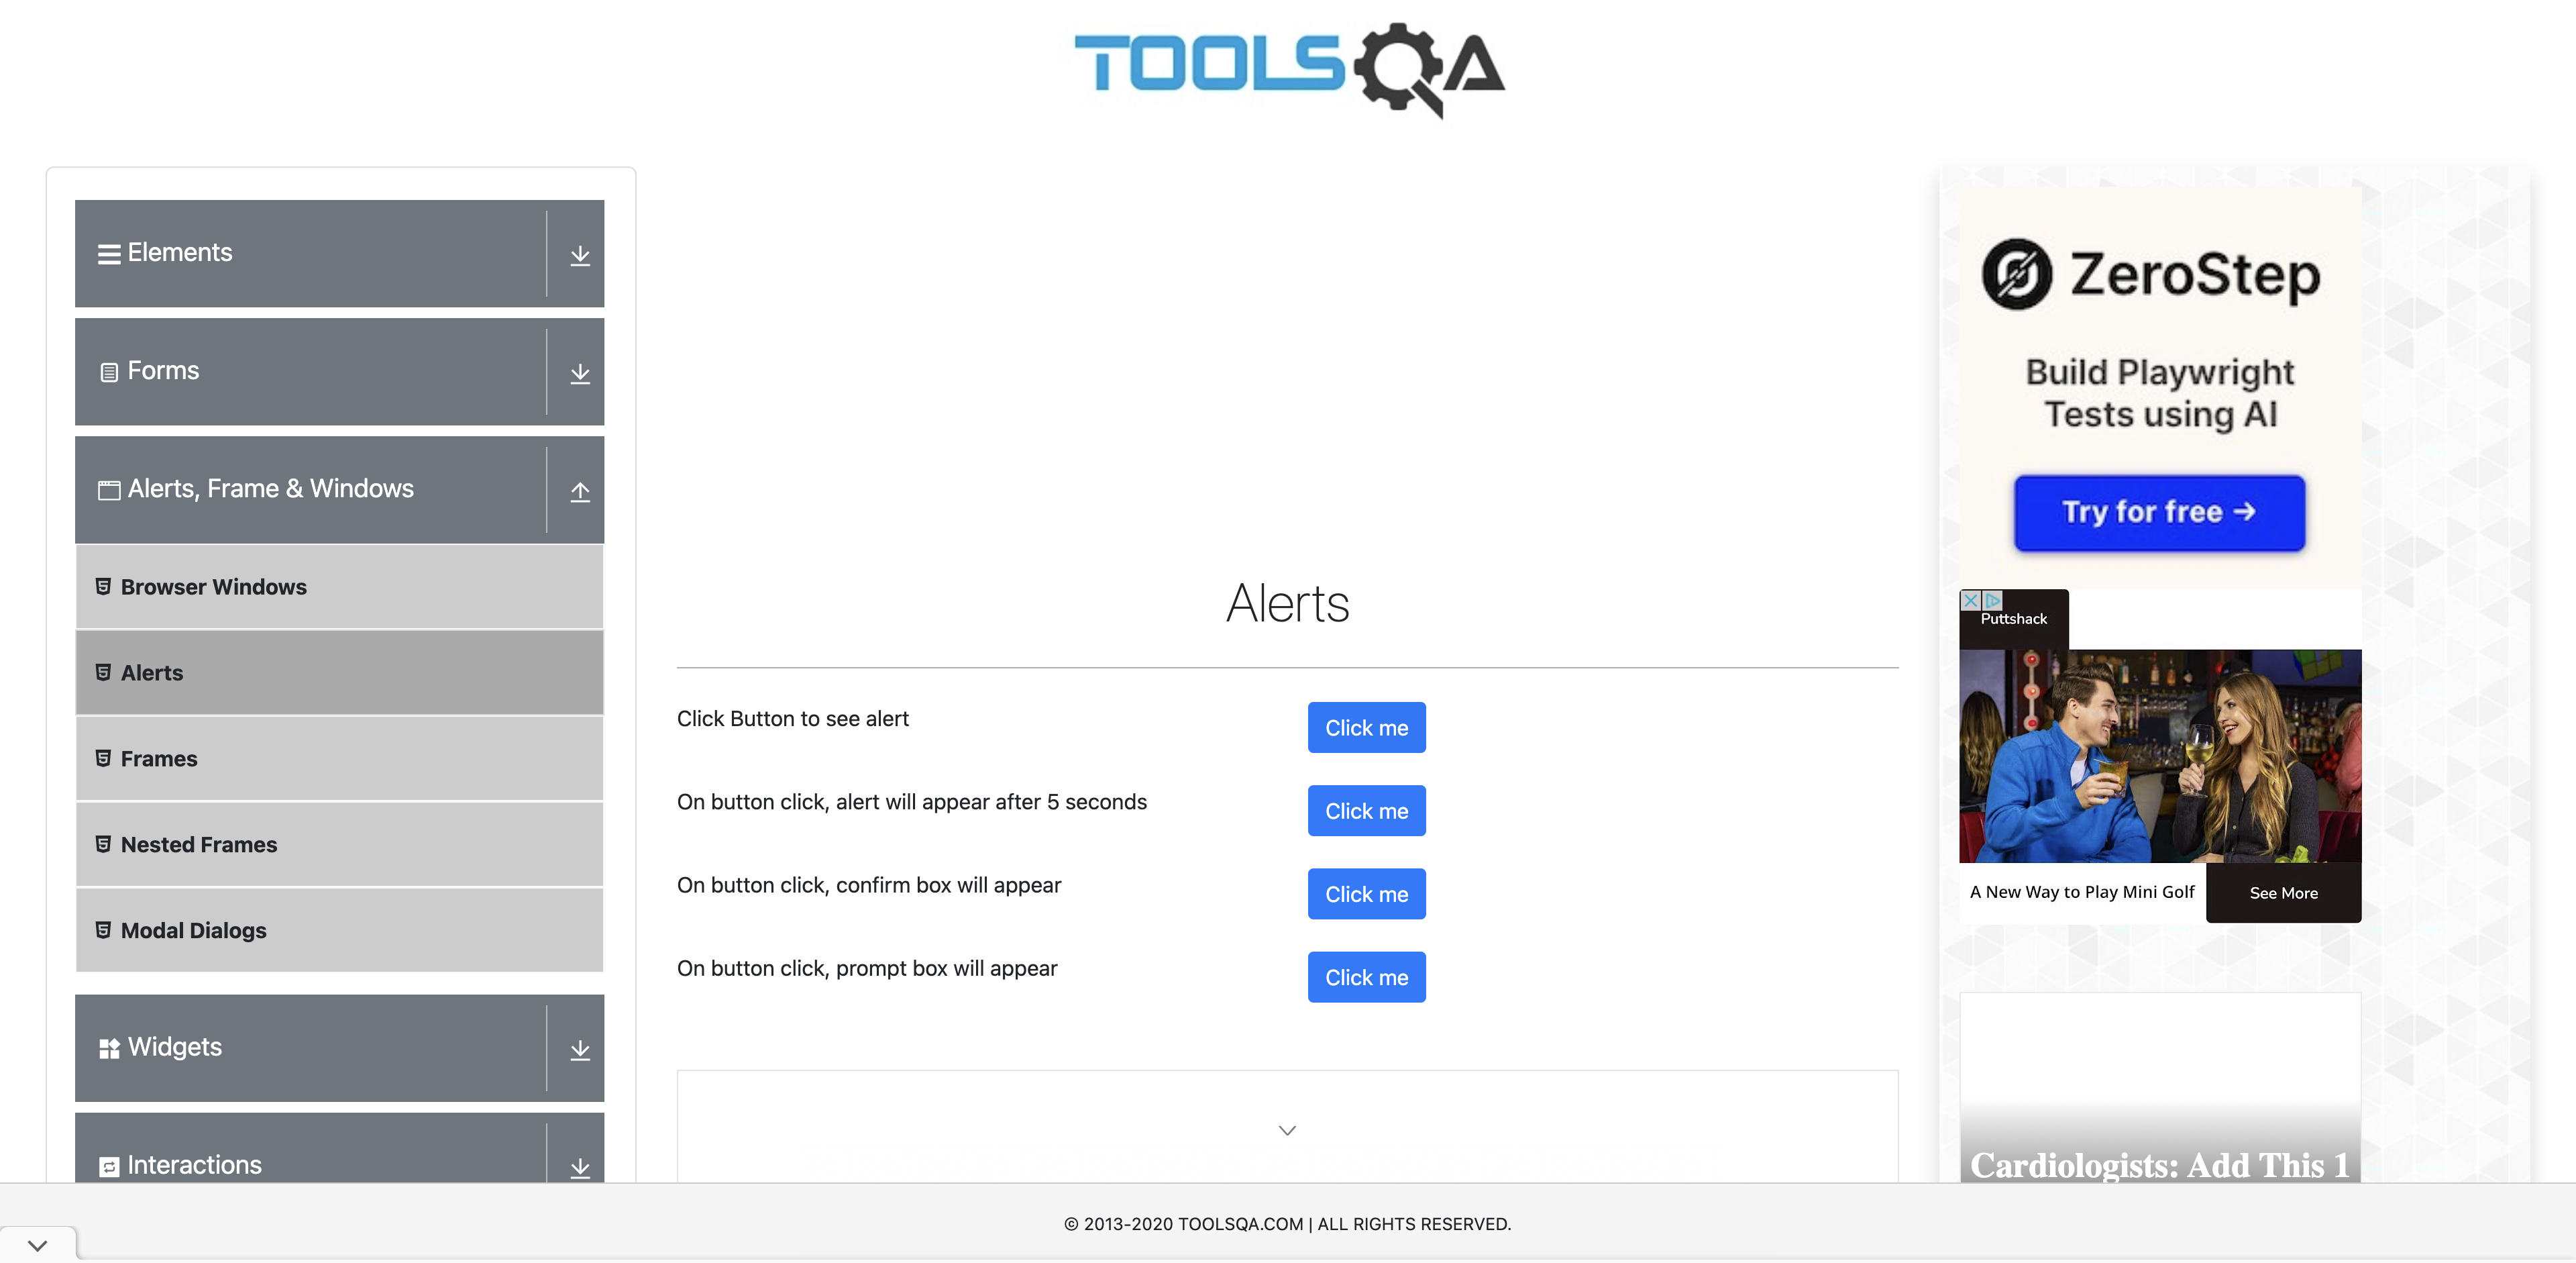 TOOLSQA
Elements
Forms
Alerts, Frame & Windows
Browser Windows
Alerts
Frames
Nested Frames
Modal Dialogs
Widgets
Interactions
Alerts
Click Button to see alert
Click me
On button click, alert will appear after 5 seconds
Click me
On button click, confirm box will appear
Click me
On button click, prompt box will appear
Click me
ZeroStep
Build Playwright
Tests using AI
Try for free →
Puttshack
A New Way to Play Mini Golf
See More
Cardiologists: Add This 1
© 2013-2020 TOOLSQA.COM | ALL RIGHTS RESERVED.